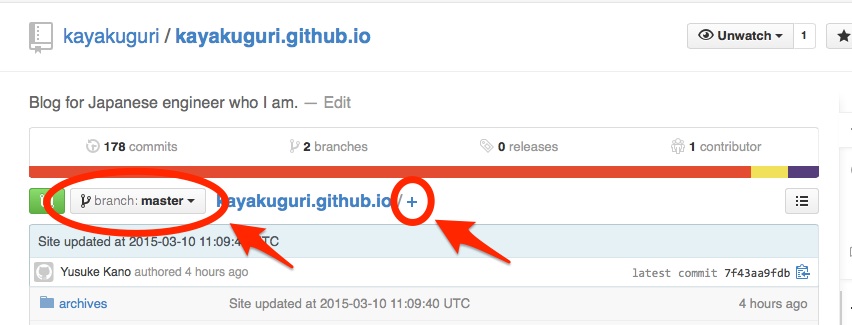 kayakuguri / kayakuguri.github.io
Unwatch 1
Blog for Japanese engineer who I am. — Edit
178 commits 2 branches 0 releases 1 contributor
branch: master kayakuguri.github.io / +
Site updated at 2015-03-10 11:09:4 UTC
Yusuke Kano authored 4 hours ago latest commit 7f43aa9fdb
archives Site updated at 2015-03-10 11:09:40 UTC 4 hours ago